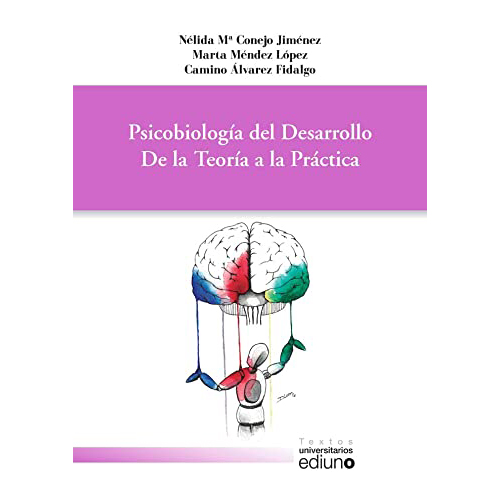 Nélida Mª Conejo Jiménez
Marta Méndez López
Camino Álvarez Fidalgo
Psicobiología del Desarrollo
De la Teoría a la Práctica
Textos
universitarios
ediuno